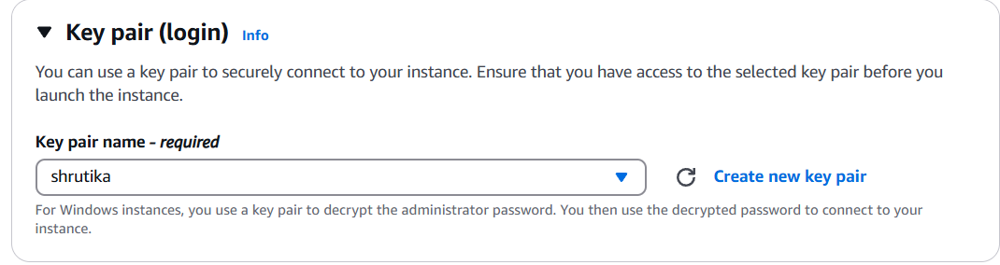 Key pair (login) Info
You can use a key pair to securely connect to your instance. Ensure that you have access to the selected key pair before you
launch the instance.
Key pair name - required
shrutika
Create new key pair
For Windows instances, you use a key pair to decrypt the administrator password. You then use the decrypted password to connect to your
instance.